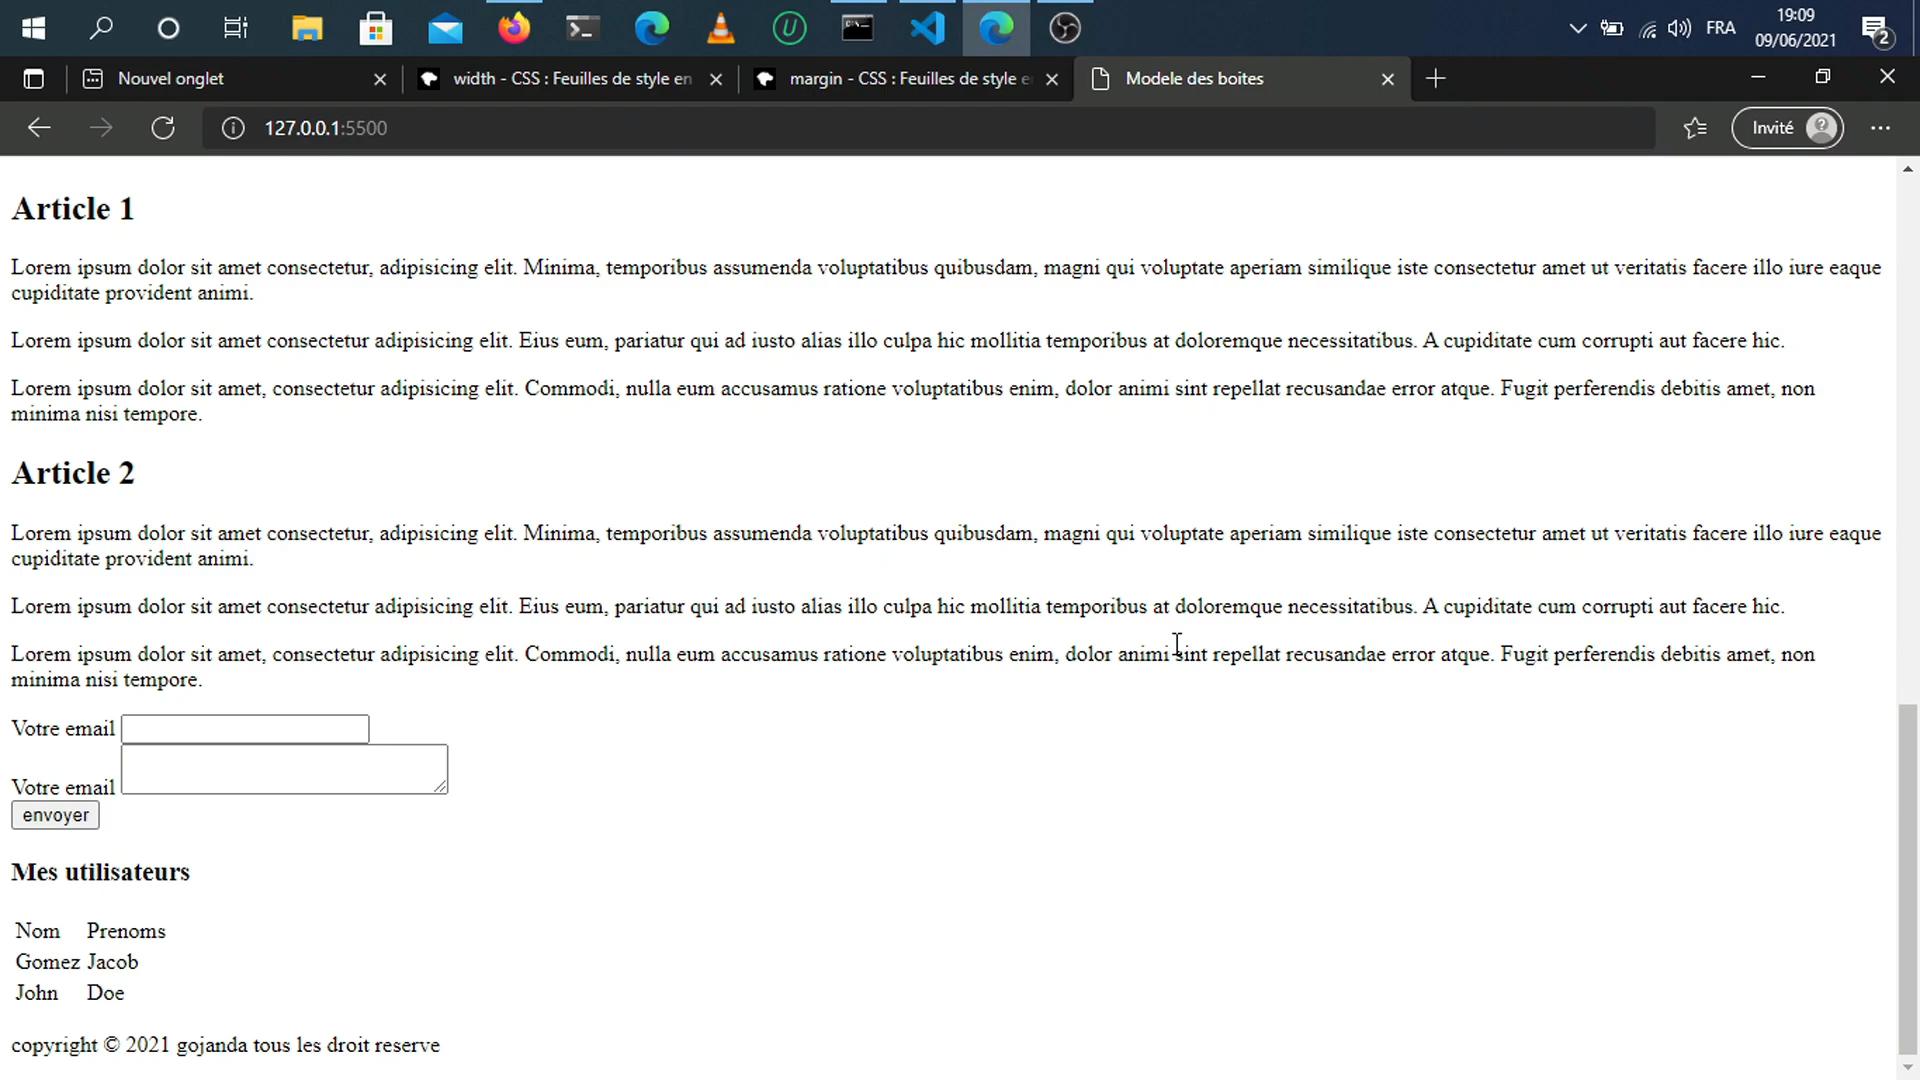 FRA
19:09
09/06/2021
2
Nouvel onglet
width - CSS : Feuilles de style en
margin - CSS : Feuilles de style e
Modele des boites
127.0.0.1:5500
Invité
Article 1
Lorem ipsum dolor sit amet consectetur, adipisicing elit. Minima, temporibus assumenda voluptatibus quibusdam, magni qui voluptate aperiam similique iste consectetur amet ut veritatis facere illo iure eaque
cupiditate provident animi.
Lorem ipsum dolor sit amet consectetur adipisicing elit. Eius eum, pariatur qui ad iusto alias illo culpa hic mollitia temporibus at doloremque necessitatibus. A cupiditate cum corrupti aut facere hic.
Lorem ipsum dolor sit amet, consectetur adipisicing elit. Commodi, nulla eum accusamus ratione voluptatibus enim, dolor animi sint repellat recusandae error atque. Fugit perferendis debitis amet, non
minima nisi tempore.
Article 2
Lorem ipsum dolor sit amet consectetur, adipisicing elit. Minima, temporibus assumenda voluptatibus quibusdam, magni qui voluptate aperiam similique iste consectetur amet ut veritatis facere illo iure eaque
cupiditate provident animi.
Lorem ipsum dolor sit amet consectetur adipisicing elit. Eius eum, pariatur qui ad iusto alias illo culpa hic mollitia temporibus at doloremque necessitatibus. A cupiditate cum corrupti aut facere hic.
Lorem ipsum dolor sit amet, consectetur adipisicing elit. Commodi, nulla eum accusamus ratione voluptatibus enim, dolor animi sint repellat recusandae error atque. Fugit perferendis debitis amet, non
minima nisi tempore.
Votre email
Votre email
envoyer
Mes utilisateurs
Nom Prenoms
Gomez Jacob
John Doe
copyright © 2021 gojanda tous les droit reserve